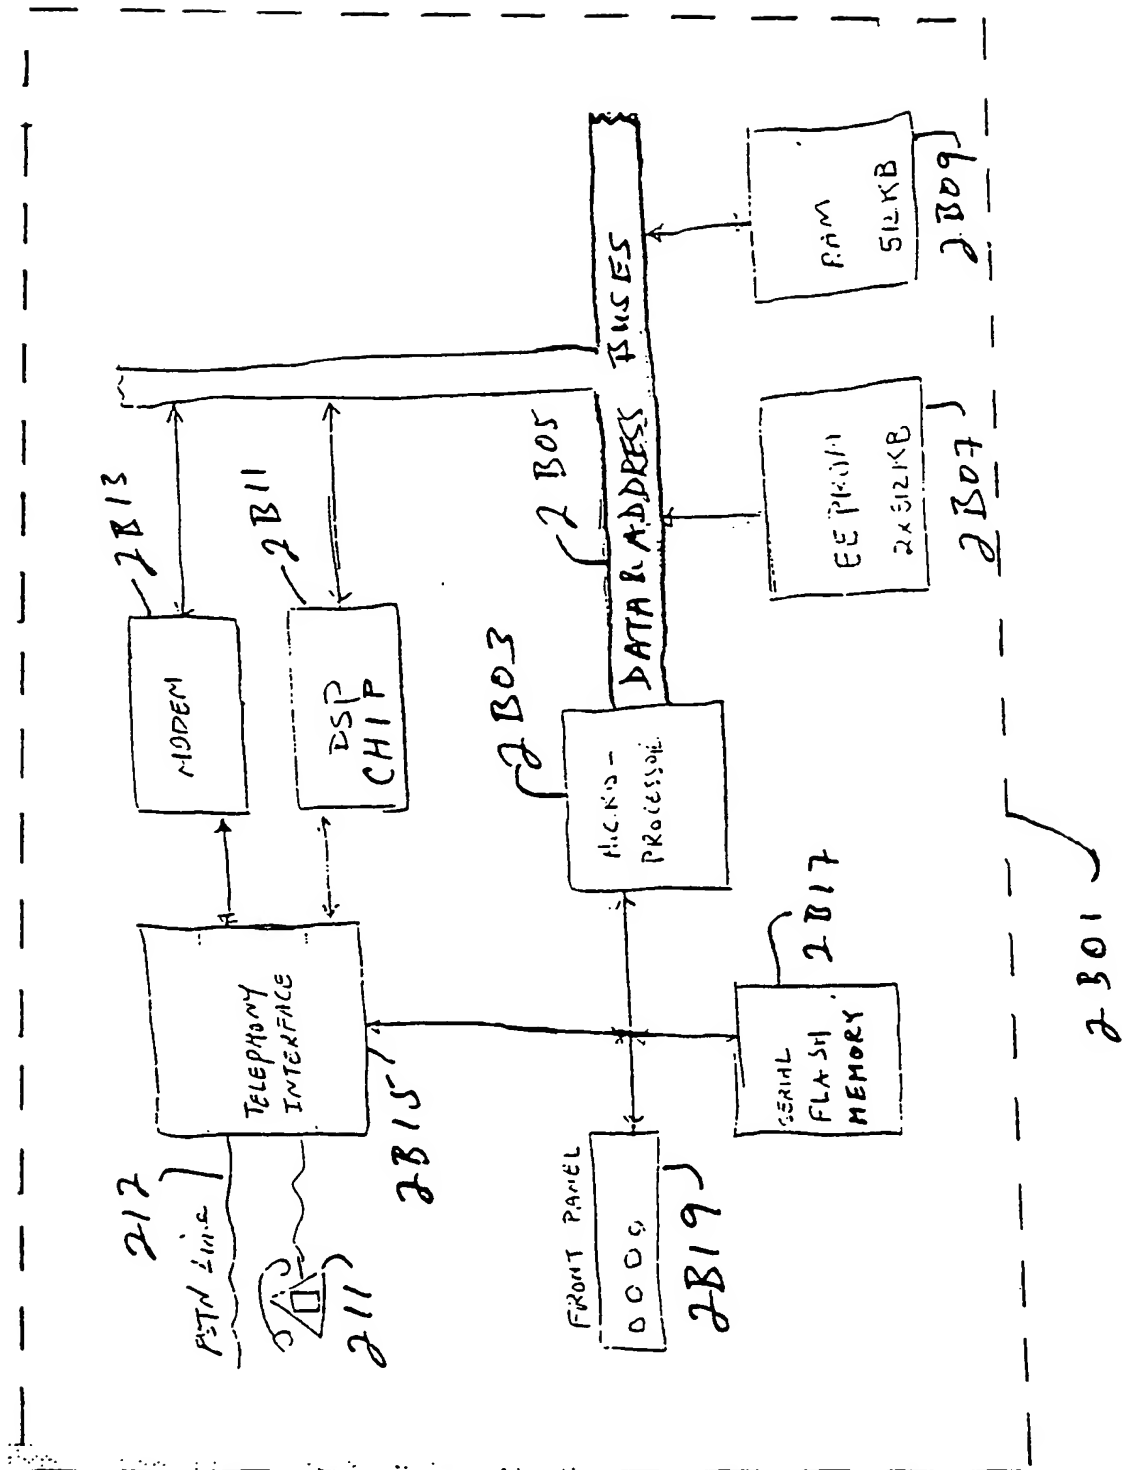 2B13
MODEM
2B11
DSP
CHIP
TELEPHONY
INTERFACE
2B15
212
PSTN Line
211
2B05
DATA & ADDRESS BUSES
2B03
MICRO-
PROCESSOR
FRONT PANEL
2B19
SERIAL
FLASH
MEMORY
2B17
EEPROM
2x512KB
2B07
RAM
512KB
2B09
2B01